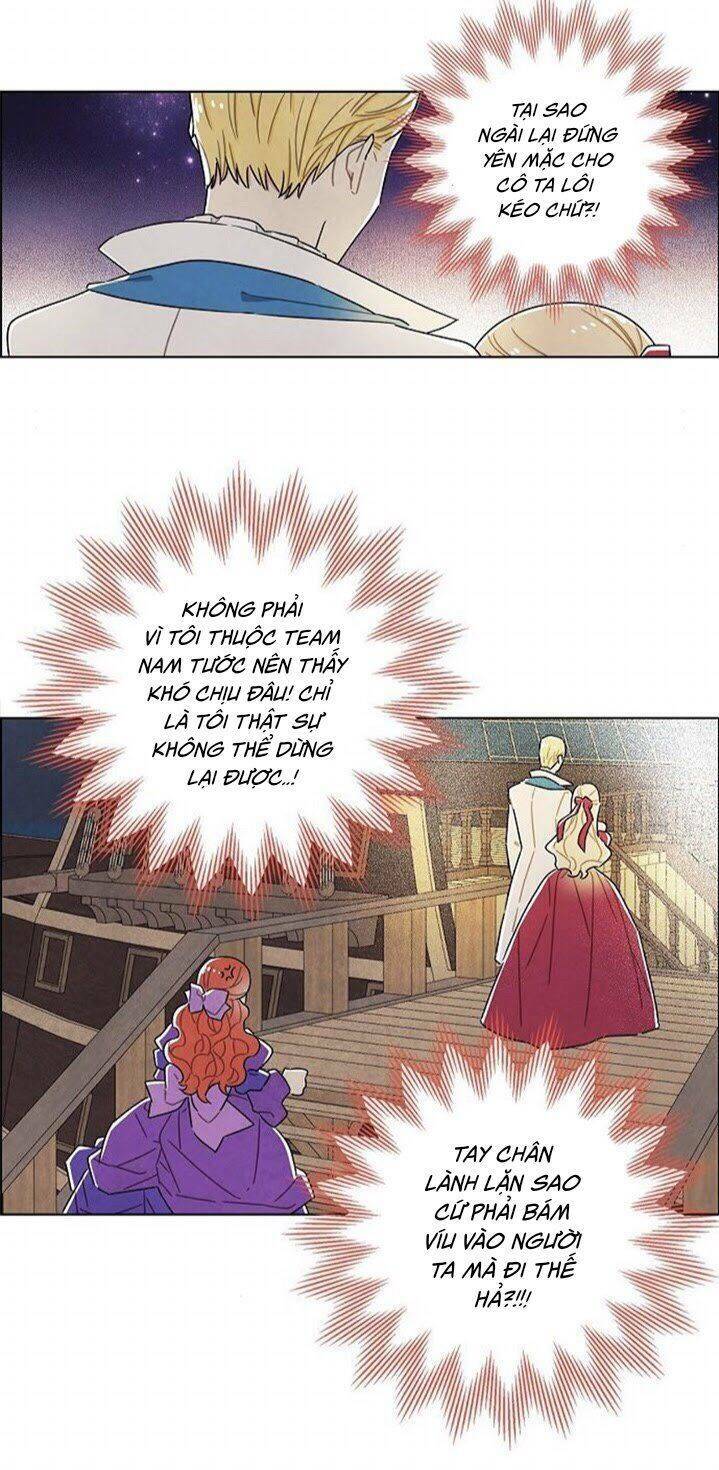 TẠI SAO
NGÀI LẠI ĐỨNG
YÊN MẶC CHO
CÔ TA LÔI
KÉO CHỨ?!
KHÔNG PHẢI
VÌ TÔI THUỘC TEAM
NAM TƯỚC NÊN THẤY
KHÓ CHỊU ĐÂU! CHỈ
LÀ TÔI THẬT SỰ
KHÔNG THỂ DỪNG
LẠI ĐƯỢC..!
TAY CHÂN
LÀNH LẶN SAO
CỨ PHẢI BÁM
VÍU VÀO NGƯỜI
TA MÀ ĐI THẾ
HẢ?!!!